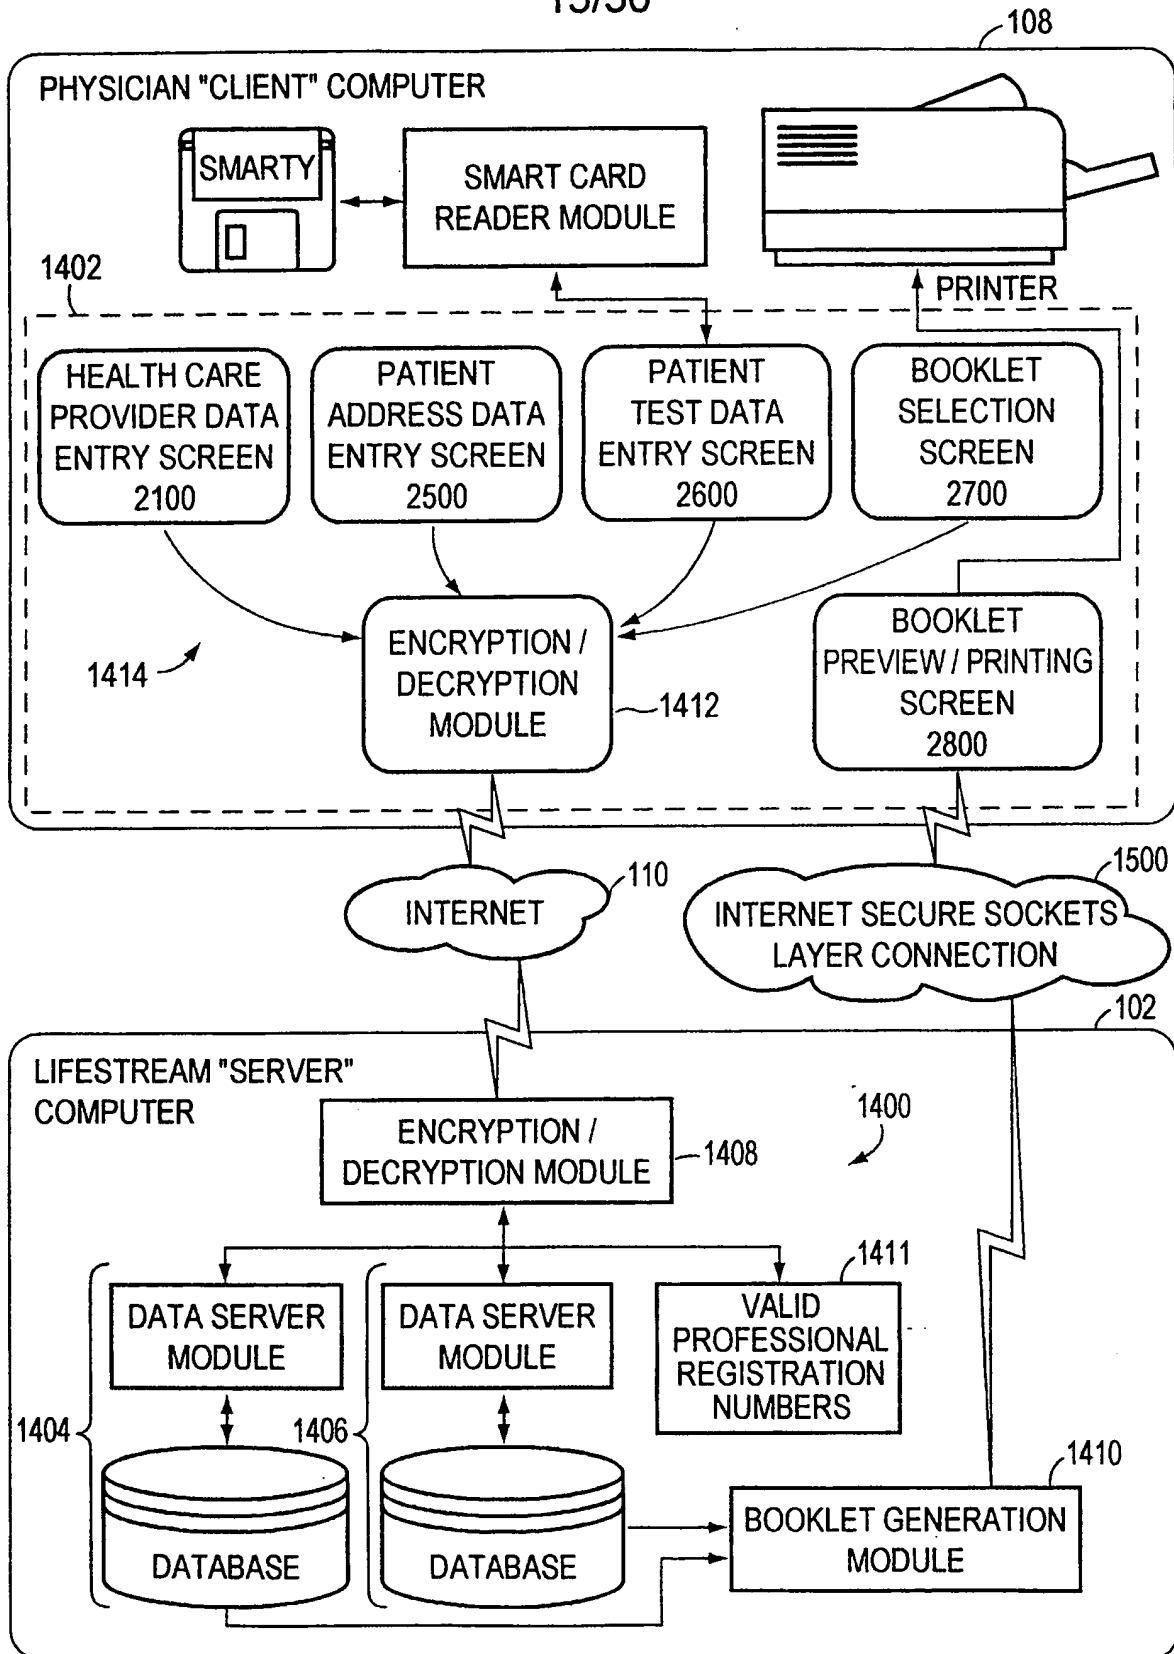 108
PHYSICIAN "CLIENT" COMPUTER
SMARTY
SMART CARD
READER MODULE
PRINTER
1402
HEALTH CARE
PROVIDER DATA
ENTRY SCREEN
2100
PATIENT
ADDRESS DATA
ENTRY SCREEN
2500
PATIENT
TEST DATA
ENTRY SCREEN
2600
BOOKLET
SELECTION
SCREEN
2700
1414
ENCRYPTION /
DECRYPTION
MODULE
1412
BOOKLET
PREVIEW / PRINTING
SCREEN
2800
INTERNET
110
INTERNET SECURE SOCKETS
LAYER CONNECTION
1500
102
LIFESTREAM "SERVER"
COMPUTER
ENCRYPTION /
DECRYPTION MODULE
1408
1400
1404
DATA SERVER
MODULE
DATABASE
1406
DATA SERVER
MODULE
DATABASE
1411
VALID
PROFESSIONAL
REGISTRATION
NUMBERS
1410
BOOKLET GENERATION
MODULE